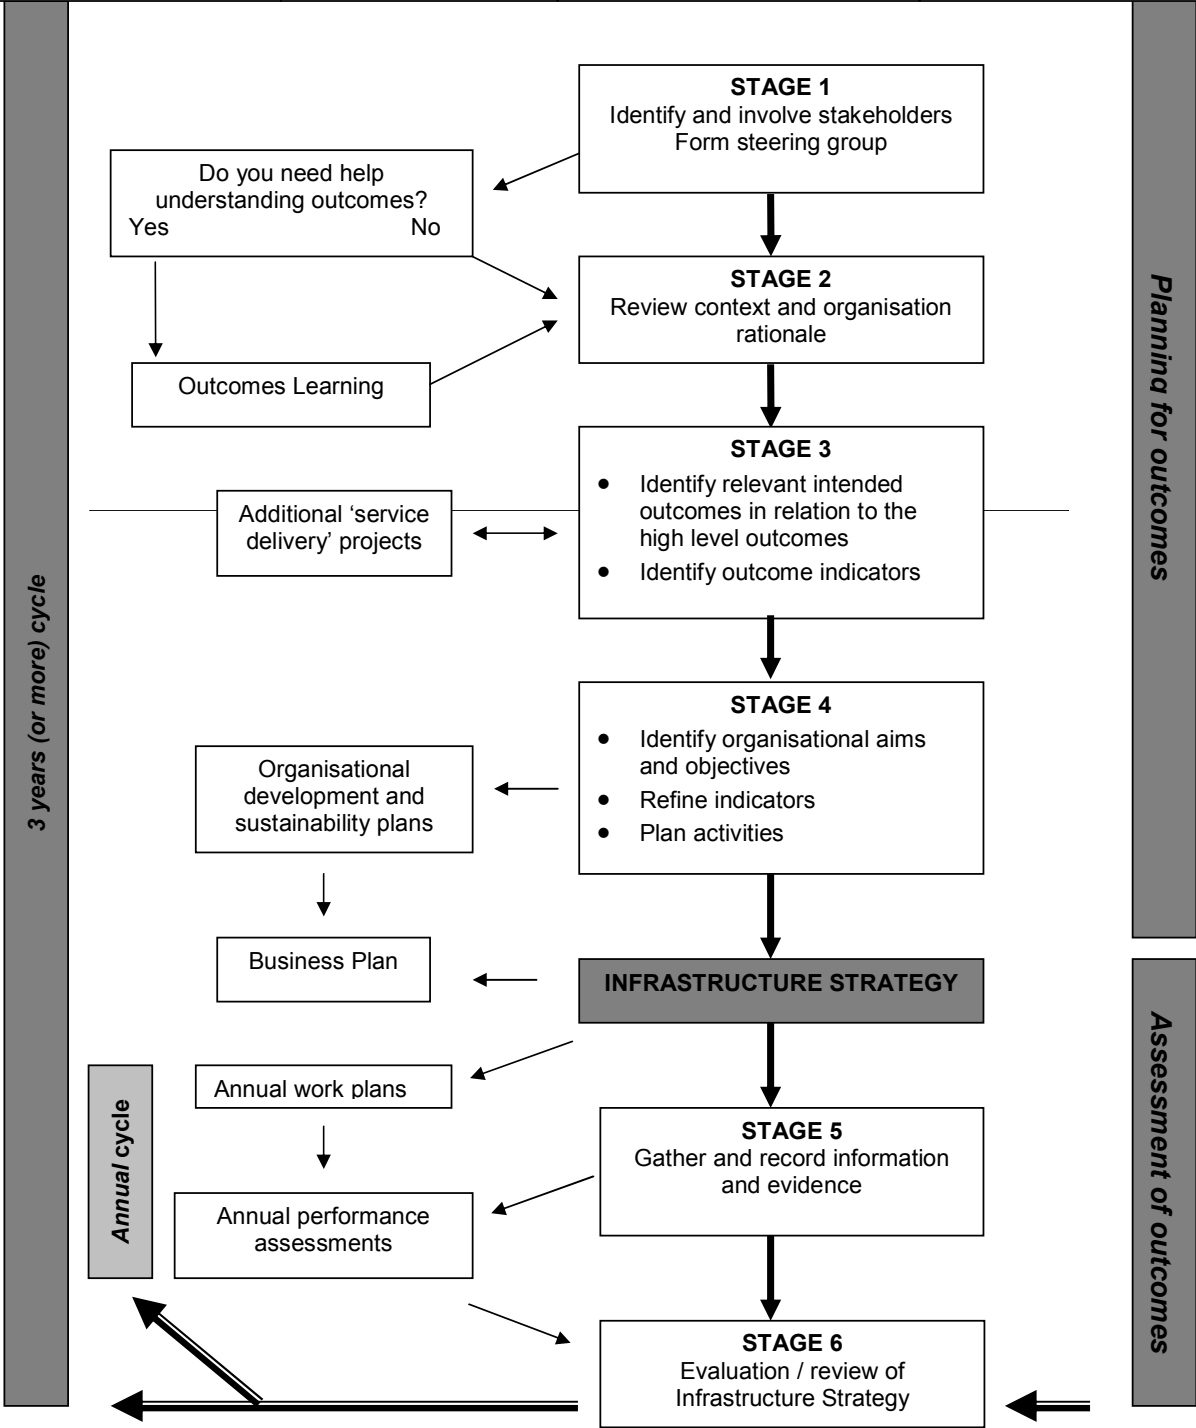 STAGE 1
Identify and involve stakeholders
Form steering group
Do you need help
understanding outcomes?
Yes No
STAGE 2
Review context and organisation
rationale
Outcomes Learning
STAGE 3
● Identify relevant intended
outcomes in relation to the
high level outcomes
● Identify outcome indicators
Additional ‘service
delivery’ projects
STAGE 4
● Identify organisational aims
and objectives
● Refine indicators
● Plan activities
Organisational
development and
sustainability plans
Business Plan
INFRASTRUCTURE STRATEGY
Annual work plans
STAGE 5
Gather and record information
and evidence
Annual performance
assessments
STAGE 6
Evaluation / review of
Infrastructure Strategy
3 years (or more) cycle
Annual cycle
Planning for outcomes
Assessment of outcomes